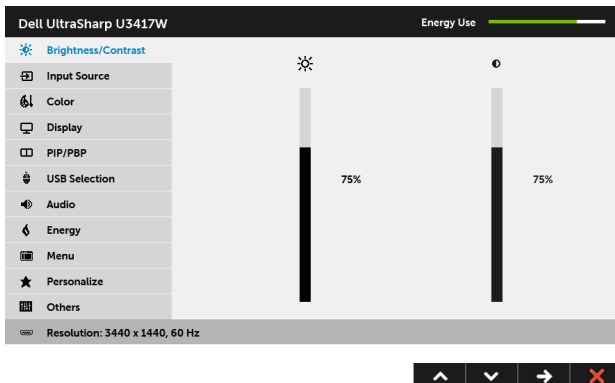 Dell UltraSharp U3417W
Energy Use
Brightness/Contrast
Input Source
Color
Display
PIP/PBP
USB Selection
Audio
Energy
Menu
Personalize
Others
75%
75%
Resolution: 3440 x 1440, 60 Hz